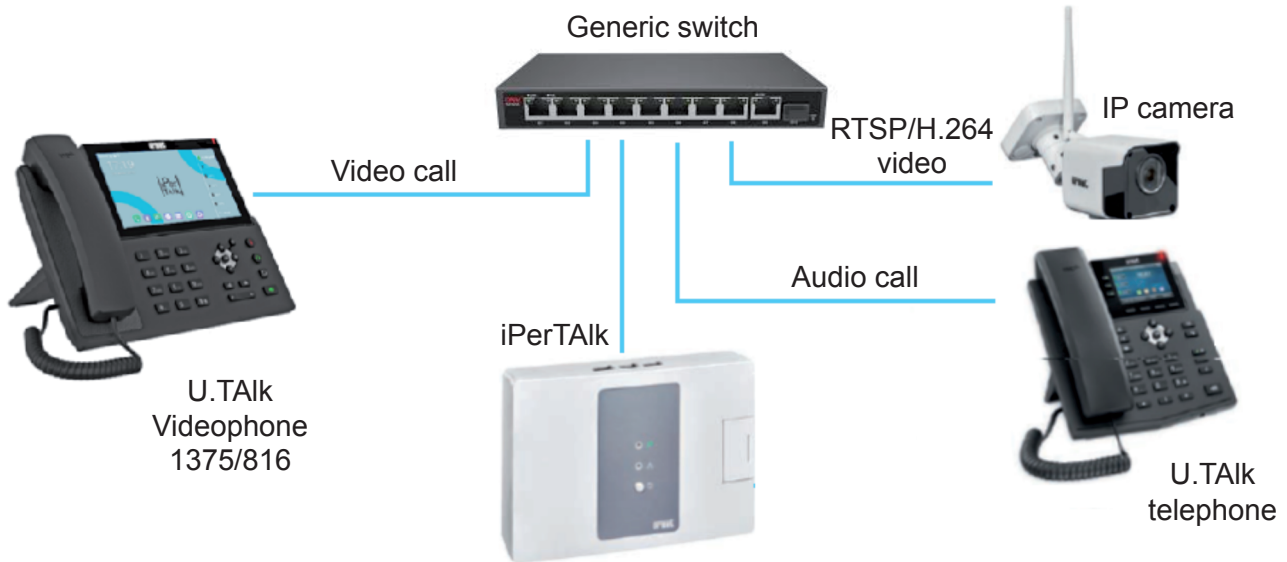 Generic switch
IP camera
RTSP/H.264
video
Video call
Audio call
iPerTAlk
U.TAlk
Videophone
1375/816
U.TAlk
telephone